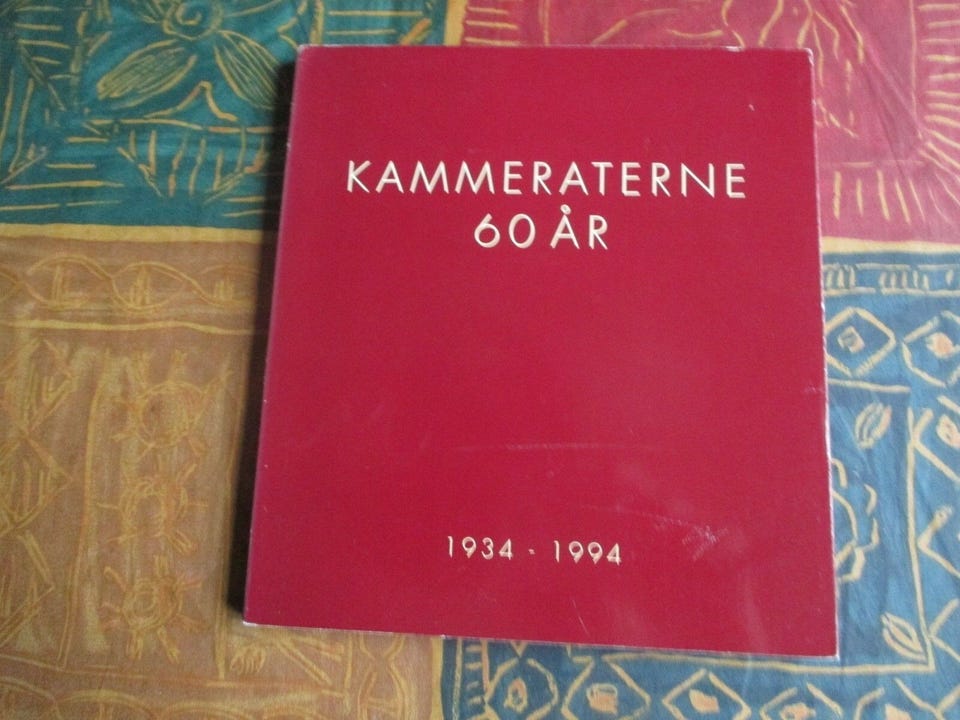 KAMMERATERNE
60 ÅR
1934 - 1994